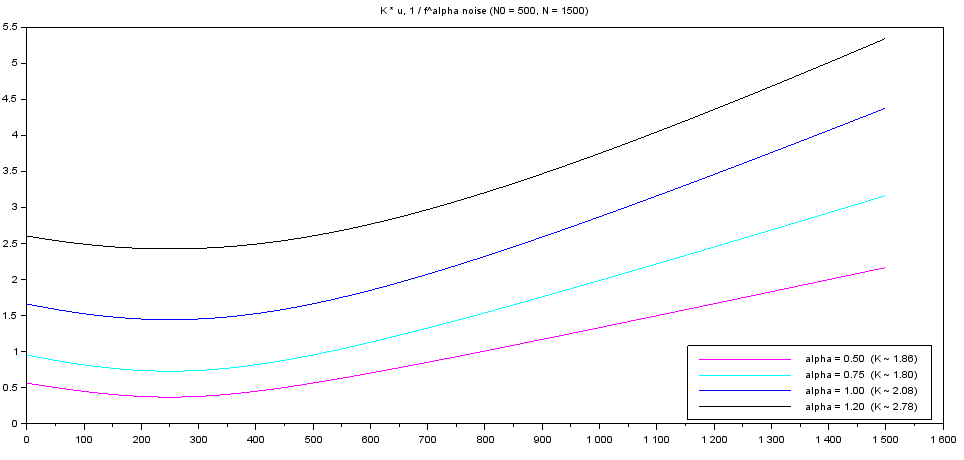 K * u, 1 / f^alpha noise (N0 = 500, N = 1500)
5.5
5
4.5
4
3.5
3
2.5
2
1.5
1
0.5
0
0 100 200 300 400 500 600 700 800 900 1 000 1 100 1 200 1 300 1 400 1 500 1 600
alpha = 0.50 (K ~ 1.86)
alpha = 0.75 (K ~ 1.80)
alpha = 1.00 (K ~ 2.08)
alpha = 1.20 (K ~ 2.78)